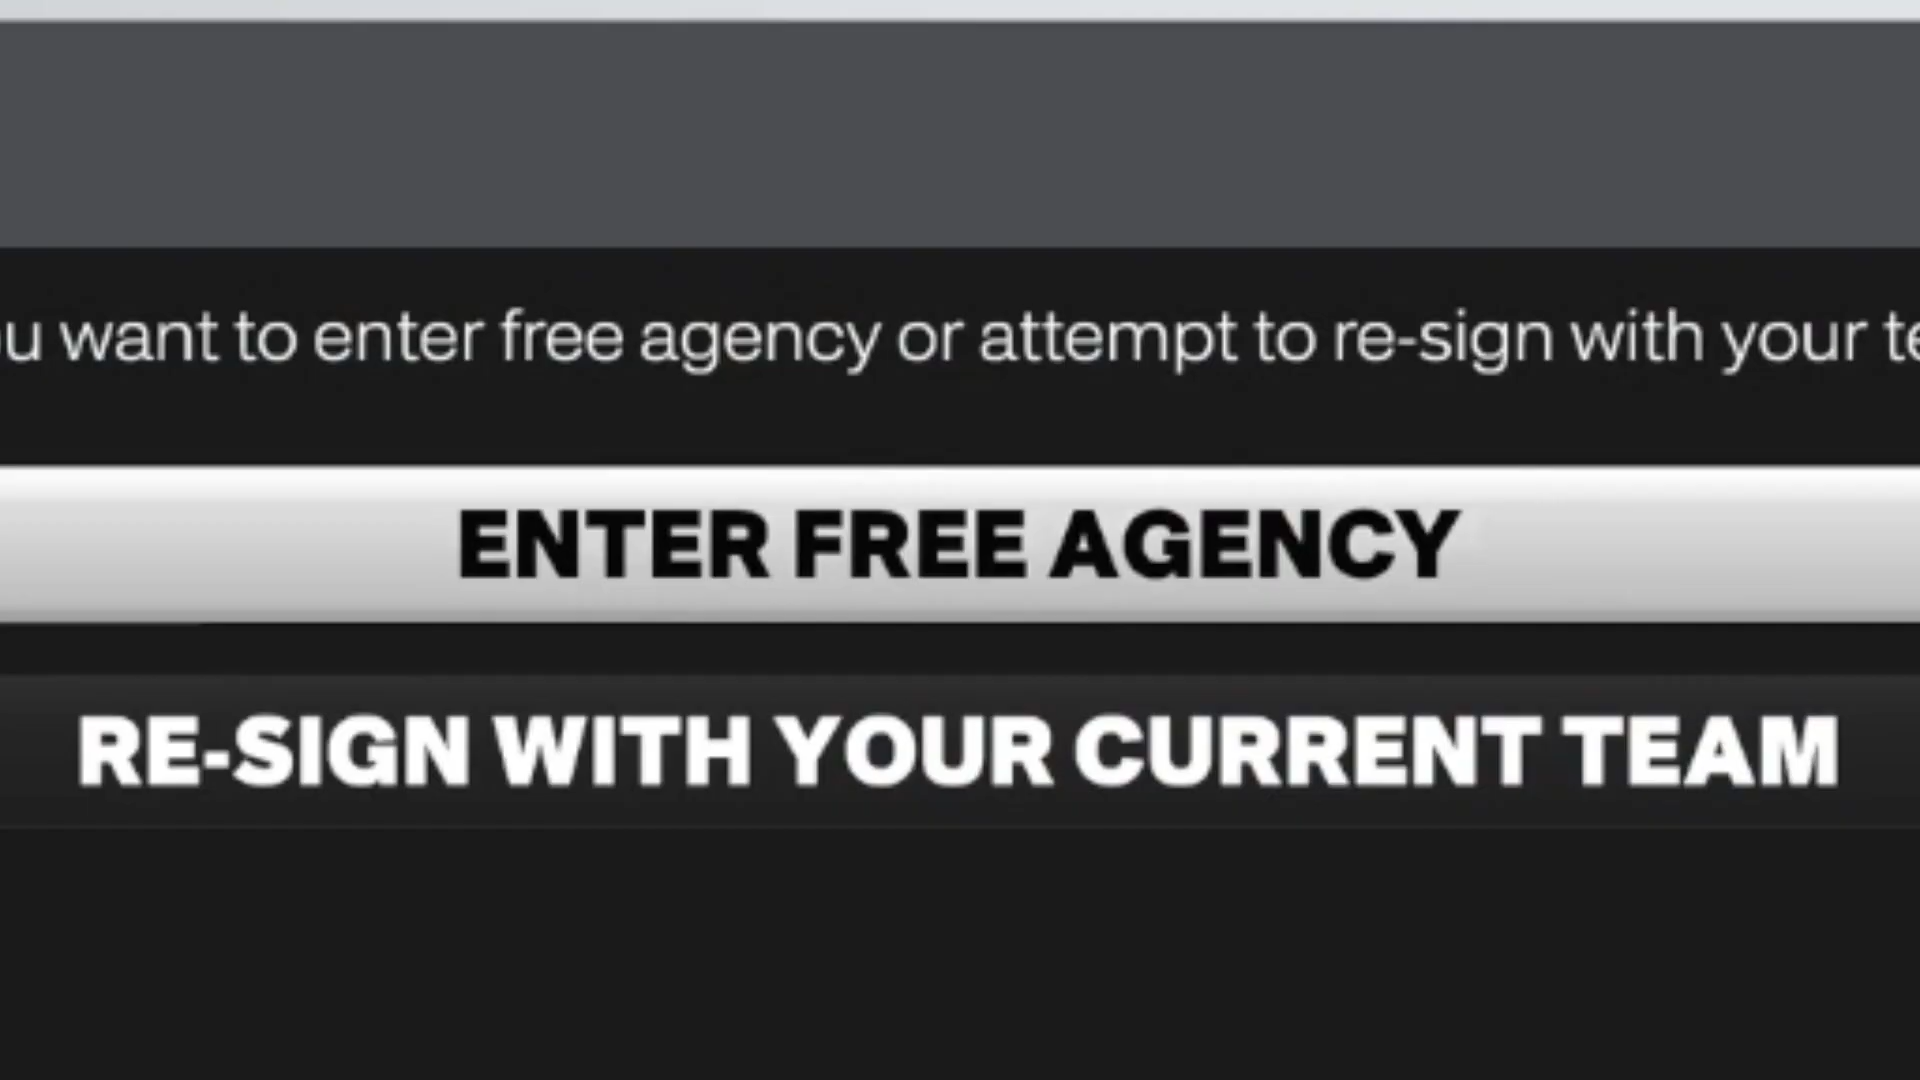 u want to enter free agency or attempt to re-sign with your te
ENTER FREE AGENCY
RE-SIGN WITH YOUR CURRENT TEAM